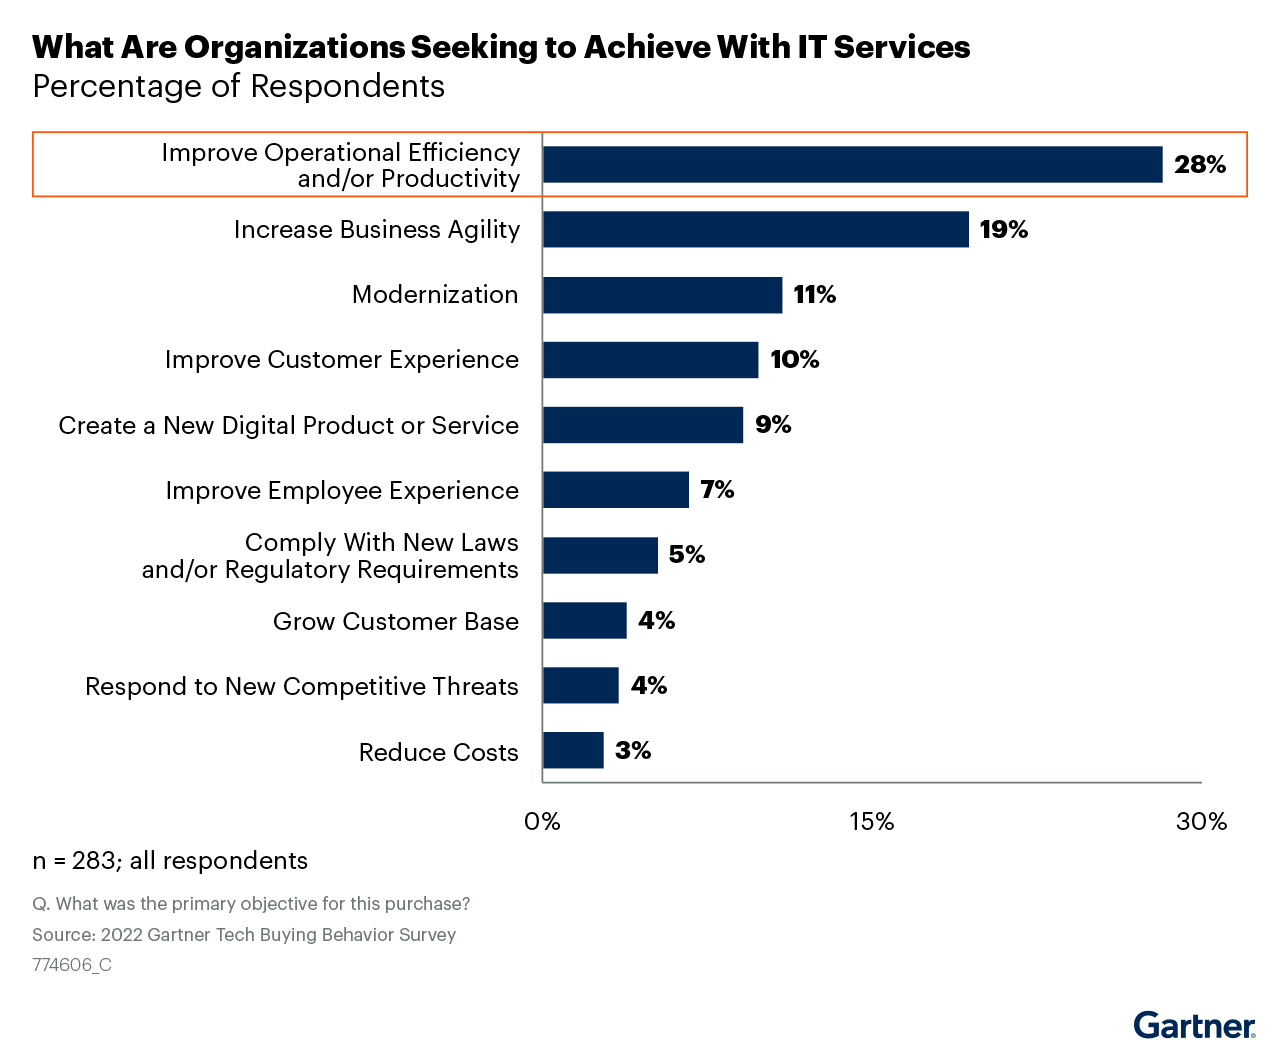 What Are Organizations Seeking to Achieve With IT Services
Percentage of Respondents
Improve Operational Efficiency
and/or Productivity
28%
Increase Business Agility
19%
Modernization
11%
Improve Customer Experience
10%
Create a New Digital Product or Service
9%
Improve Employee Experience
7%
Comply With New Laws
and/or Regulatory Requirements
5%
Grow Customer Base
4%
Respond to New Competitive Threats
4%
Reduce Costs
3%
0% 15% 30%
n = 283; all respondents
Q. What was the primary objective for this purchase?
Source: 2022 Gartner Tech Buying Behavior Survey
774606_C
Gartner®